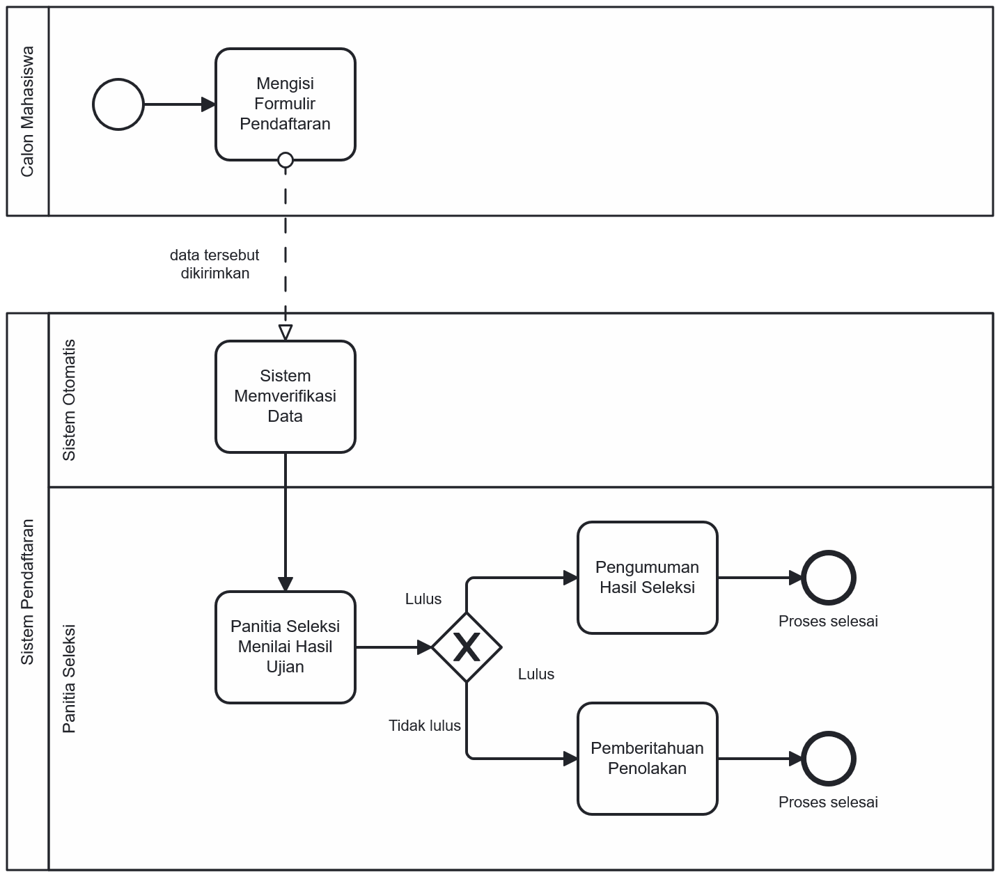 Calon Mahasiswa
Mengisi
Formulir
Pendaftaran
data tersebut
dikirimkan
Sistem Pendaftaran
Sistem Otomatis
Sistem
Memverifikasi
Data
Panitia Seleksi
Panitia Seleksi
Menilai Hasil
Ujian
Lulus
X
Lulus
Tidak lulus
Pengumuman
Hasil Seleksi
Proses selesai
Pemberitahuan
Penolakan
Proses selesai